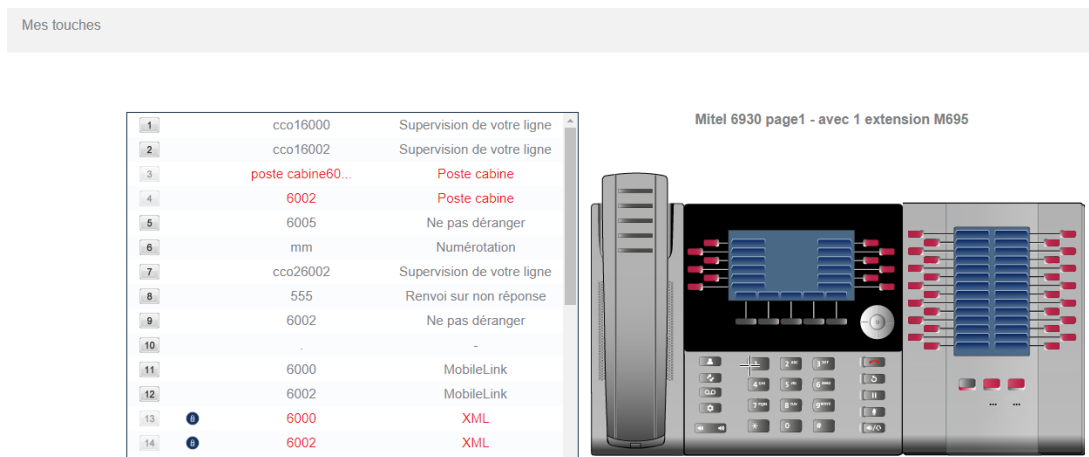 Mes touches
Mitel 6930 page1 - avec 1 extension M695
1 cco16000 Supervision de votre ligne
2 cco16002 Supervision de votre ligne
3 poste cabine60... Poste cabine
4 6002 Poste cabine
5 6005 Ne pas déranger
6 mm Numérotation
7 cco26002 Supervision de votre ligne
8 555 Renvoi sur non réponse
9 6002 Ne pas déranger
10 . -
11 6000 MobileLink
12 6002 MobileLink
13 6000 XML
14 6002 XML